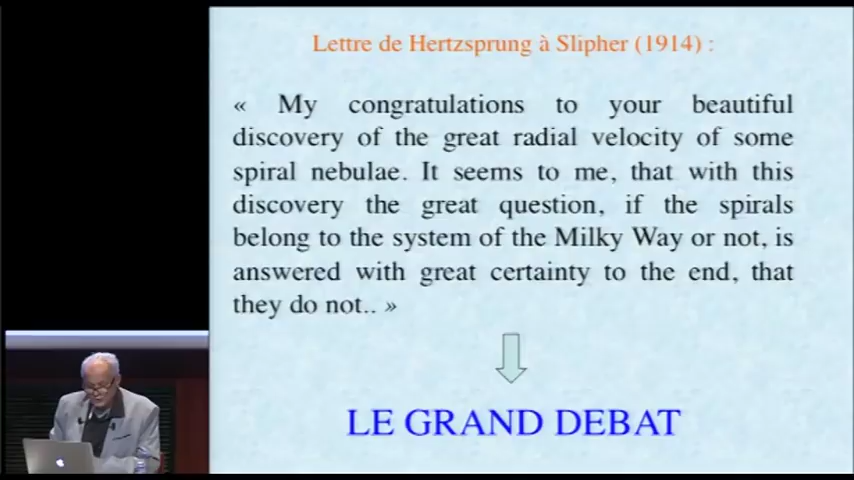 Lettre de Hertzsprung à Slipher (1914) :
« My congratulations to your beautiful
discovery of the great radial velocity of some
spiral nebulae. It seems to me, that with this
discovery the great question, if the spirals
belong to the system of the Milky Way or not, is
answered with great certainty to the end, that
they do not.. »
LE GRAND DEBAT